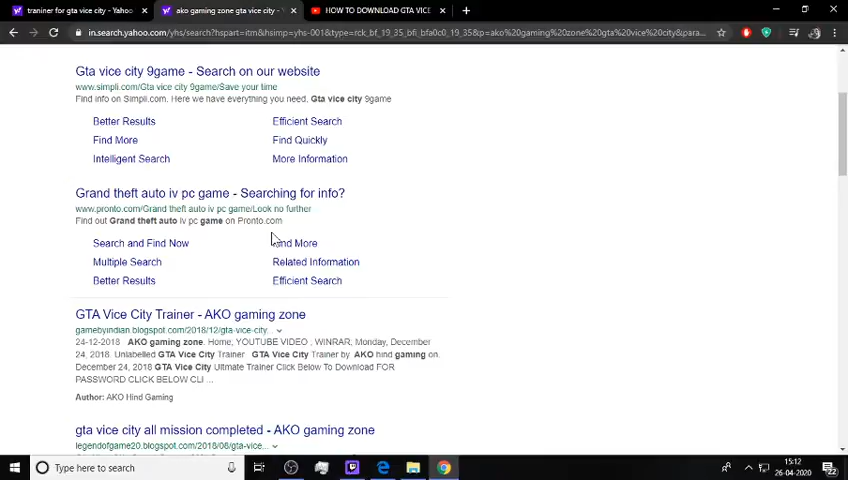 traniner for gta vice city - Yahoo
ako gaming zone gta vice city - Y
HOW TO DOWNLOAD GTA VICE
in.search.yahoo.com/yhs/search?hspart=itm&hsimp=yhs-001&type=rck_bf_19_35_bfi_bfa0c0_19_35&p=ako%20gaming%20zone%20gta%20vice%20city&para...
Gta vice city 9game - Search on our website
www.simpli.com/Gta vice city 9game/Save your time
Find info on Simpli.com. Here we have everything you need, Gta vice city 9game
Better Results
Efficient Search
Find More
Find Quickly
Intelligent Search
More Information
Grand theft auto iv pc game - Searching for info?
www.pronto.com/Grand theft auto iv pc game/Look no further
Find out Grand theft auto iv pc game on Pronto.com
Search and Find Now
Find More
Multiple Search
Related Information
Better Results
Efficient Search
GTA Vice City Trainer - AKO gaming zone
gamebyindian.blogspot.com/2018/12/gta-vice-city...
24-12-2018 AKO gaming zone. Home; YOUTUBE VIDEO ; WINRAR; Monday, December
24, 2018. Unlabelled GTA Vice City Trainer GTA Vice City Trainer by AKO hind gaming on.
December 24, 2018 GTA Vice City Ultmate Trainer Click Below To Download FOR
PASSWORD CLICK BELOW CLI ...
Author: AKO Hind Gaming
gta vice city all mission completed - AKO gaming zone
legendofgame20.blogspot.com/2018/08/gta-vice...
Type here to search
15:12
26-04-2020
22